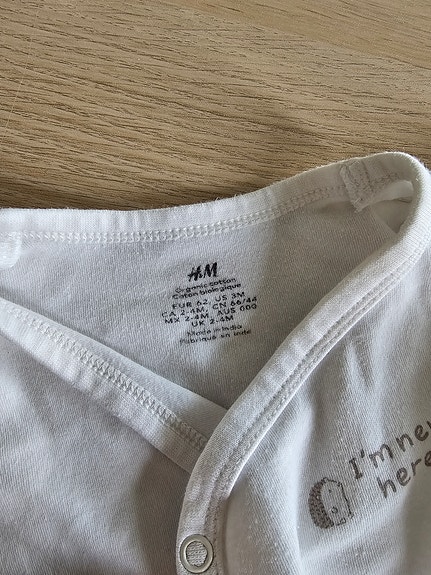 H&M
Organic cotton
Coton biologique
EUR 62, US 3M
CA 2-4M, CN 66/44
MX 2-4M, AUS 000
UK 2-4M
Made in India
Fabriqué en Inde
I'm new
here